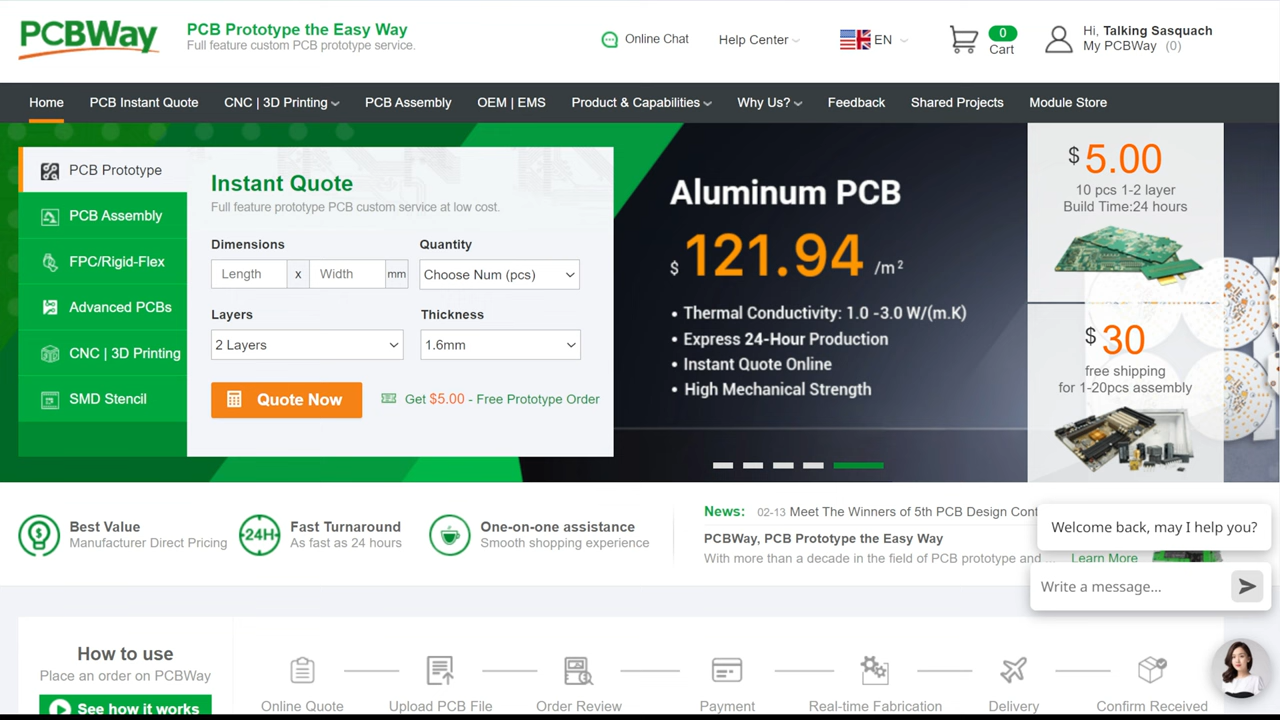 PCBWay
PCB Prototype the Easy Way
Full feature custom PCB prototype service.
Online Chat
Help Center
EN
0
Cart
Hi, Talking Sasquach
My PCBWay (0)
Home
PCB Instant Quote
CNC | 3D Printing
PCB Assembly
OEM | EMS
Product & Capabilities
Why Us?
Feedback
Shared Projects
Module Store
PCB Prototype
PCB Assembly
FPC/Rigid-Flex
Advanced PCBs
CNC | 3D Printing
SMD Stencil
Instant Quote
Full feature prototype PCB custom service at low cost.
Dimensions
Quantity
Length x Width mm
Choose Num (pcs)
Layers
Thickness
2 Layers
1.6mm
Quote Now
Get $5.00 - Free Prototype Order
Aluminum PCB
$ 121.94 /m²
• Thermal Conductivity: 1.0 -3.0 W/(m.K)
• Express 24-Hour Production
• Instant Quote Online
• High Mechanical Strength
$ 5.00
10 pcs 1-2 layer
Build Time:24 hours
$ 30
free shipping
for 1-20pcs assembly
Best Value
Manufacturer Direct Pricing
24H
Fast Turnaround
As fast as 24 hours
One-on-one assistance
Smooth shopping experience
News: 02-13 Meet The Winners of 5th PCB Design Cont
PCBWay, PCB Prototype the Easy Way
With more than a decade in the field of PCB prototype and ...
Learn More
Welcome back, may I help you?
Write a message...
How to use
Place an order on PCBWay
See how it works
Online Quote
Upload PCB File
Order Review
Payment
Real-time Fabrication
Delivery
Confirm Received